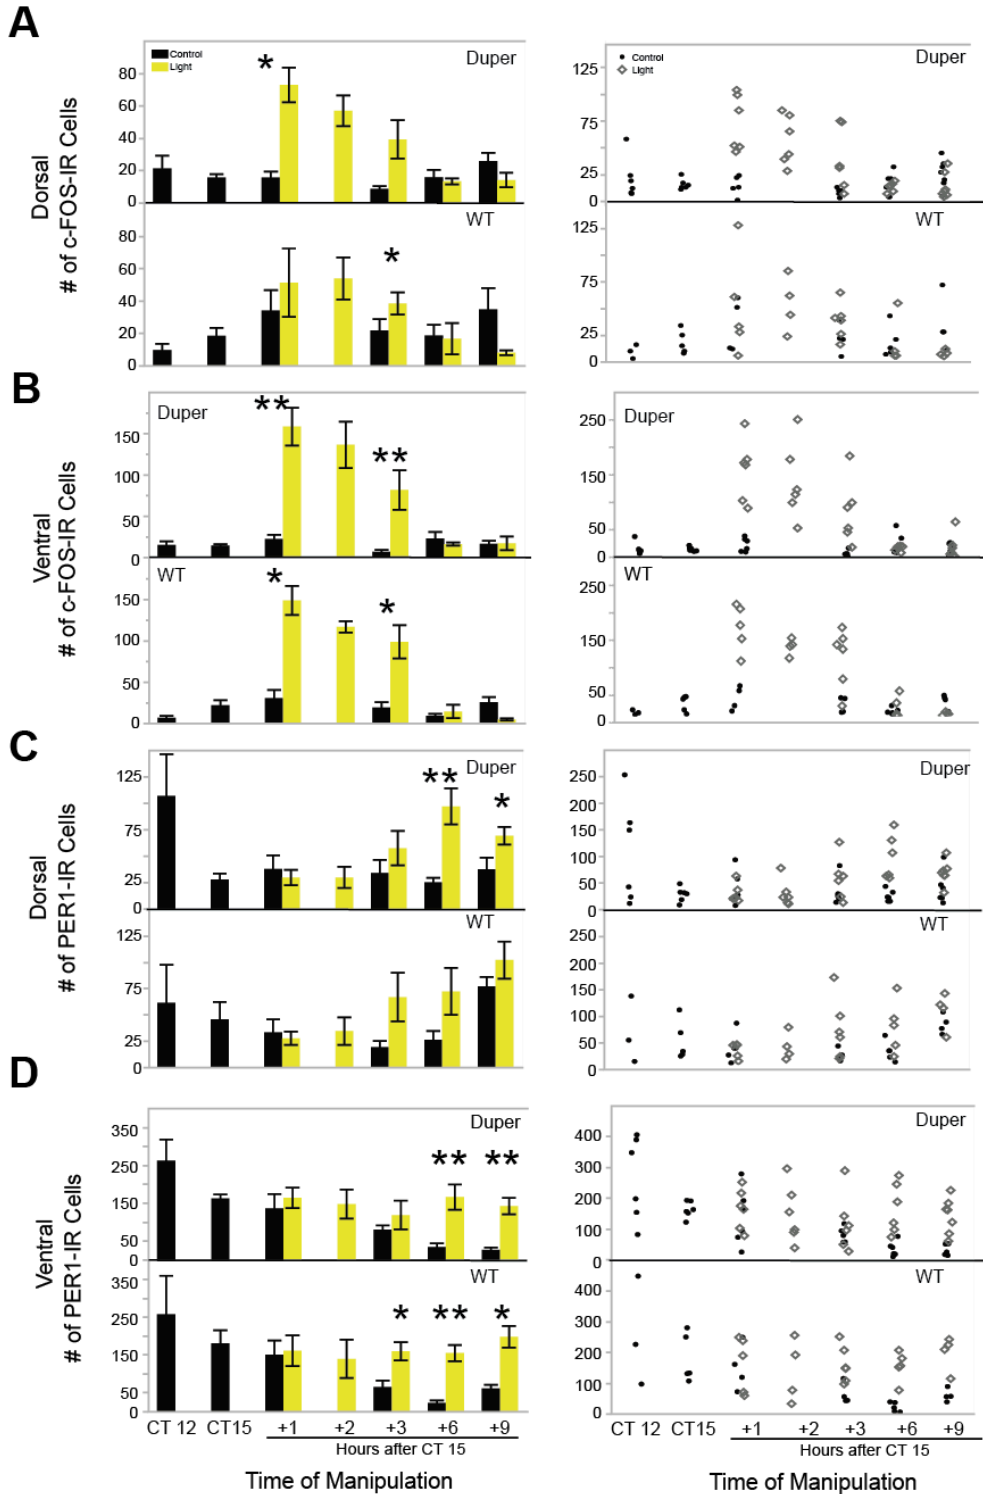 A
Control
Light
Duper
80
60
40
20
0
WT
80
60
40
20
0
Dorsal
# of c-FOS-IR Cells
*
*
Control
Light
Duper
125
75
50
25
0
WT
125
75
25
0
B
Duper
**
**
150
100
50
0
WT
*
*
150
100
50
0
Ventral
# of c-FOS-IR Cells
Duper
250
150
50
0
WT
250
150
50
0
C
Duper
**
*
125
75
25
0
WT
125
75
25
0
Dorsal
# of PER1-IR Cells
Duper
250
200
150
100
50
0
WT
250
200
150
100
50
0
D
Duper
** **
350
250
150
50
0
WT
* ** *
350
250
150
50
0
Ventral
# of PER1-IR Cells
CT 12 CT15 +1 +2 +3 +6 +9
Hours after CT 15
Time of Manipulation
Duper
400
300
200
100
0
WT
400
300
200
100
0
CT 12 CT15 +1 +2 +3 +6 +9
Hours after CT 15
Time of Manipulation